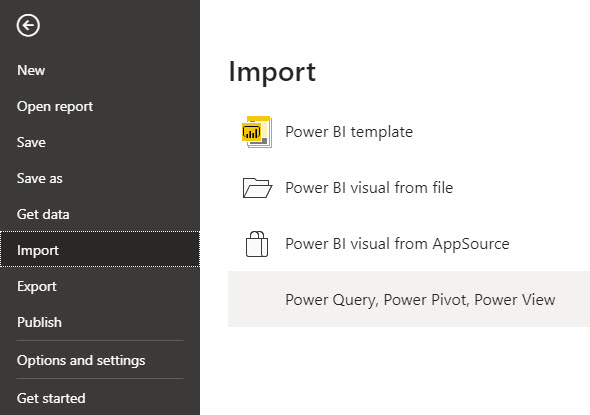 New
Open report
Save
Save as
Get data
Import
Export
Publish
Options and settings
Get started
Import
Power BI template
Power BI visual from file
Power BI visual from AppSource
Power Query, Power Pivot, Power View